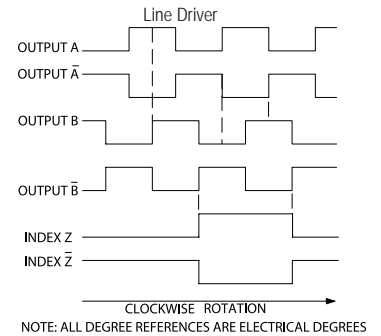 Line Driver
OUTPUT A
OUTPUT A̅
OUTPUT B
OUTPUT B̅
INDEX Z
INDEX Z̅
CLOCKWISE ROTATION
NOTE: ALL DEGREE REFERENCES ARE ELECTRICAL DEGREES